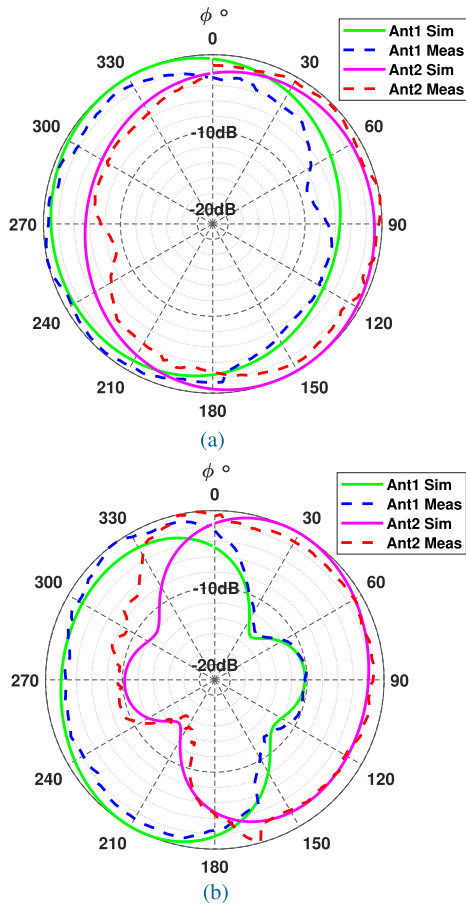 ϕ °
0
30
60
90
120
150
180
210
240
270
300
330
-10dB
-20dB
Ant1 Sim
Ant1 Meas
Ant2 Sim
Ant2 Meas
(a)
ϕ °
0
30
60
90
120
150
180
210
240
270
300
330
-10dB
-20dB
Ant1 Sim
Ant1 Meas
Ant2 Sim
Ant2 Meas
(b)